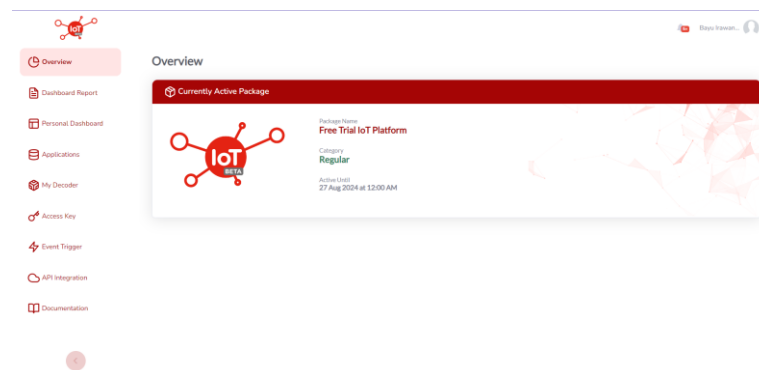 IoT
Bayu Irawan...
Overview
Dashboard Report
Personal Dashboard
Applications
My Decoder
Access Key
Event Trigger
API Integration
Documentation
Overview
Currently Active Package
IoT
BETA
Package Name
Free Trial IoT Platform
Category
Regular
Active Until
27 Aug 2024 at 12:00 AM